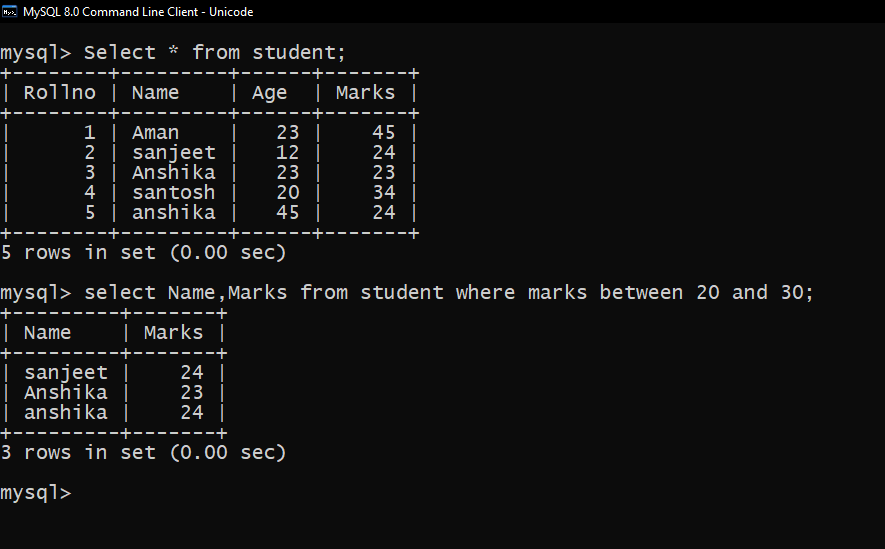 MySQL 8.0 Command Line Client - Unicode
mysql> Select * from student;
+--------+---------+------+-------+
| Rollno | Name    | Age  | Marks |
+--------+---------+------+-------+
|      1 | Aman    |   23 |    45 |
|      2 | sanjeet |   12 |    24 |
|      3 | Anshika |   23 |    23 |
|      4 | santosh |   20 |    34 |
|      5 | anshika |   45 |    24 |
+--------+---------+------+-------+
5 rows in set (0.00 sec)
mysql> select Name,Marks from student where marks between 20 and 30;
+---------+-------+
| Name    | Marks |
+---------+-------+
| sanjeet |    24 |
| Anshika |    23 |
| anshika |    24 |
+---------+-------+
3 rows in set (0.00 sec)
mysql>